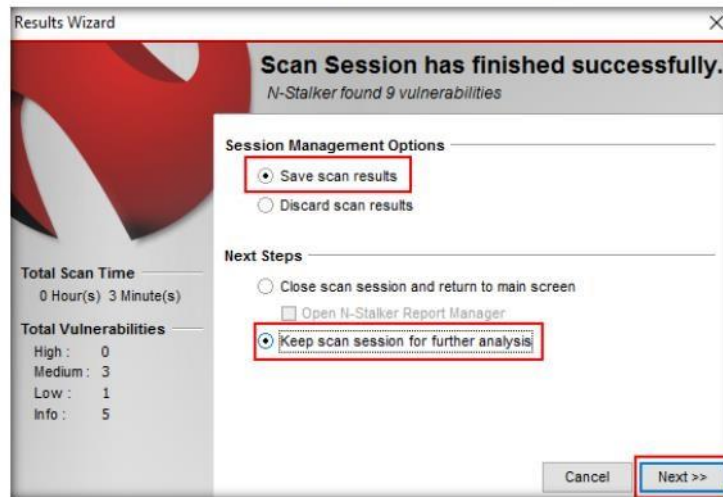 Results Wizard
Scan Session has finished successfully.
N-Stalker found 9 vulnerabilities
Session Management Options
Save scan results
Discard scan results
Next Steps
Close scan session and return to main screen
Open N-Stalker Report Manager
Keep scan session for further analysis
Total Scan Time
0 Hour(s) 3 Minute(s)
Total Vulnerabilities
High : 0
Medium : 3
Low : 1
Info : 5
Cancel
Next >>